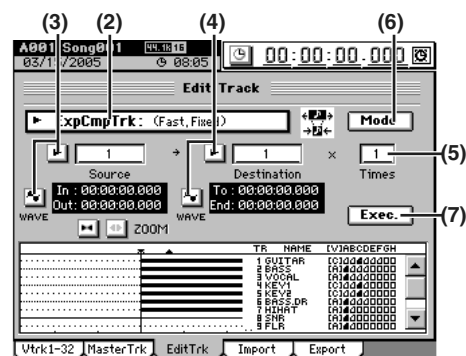 (3) (2) (4) (6)
A001 Song001 44.1k 16 00:00:00.000
03/1 /2005 08:05
Edit Track
ExpCmpTrk: (Fast,Fixed) Mode
1 → 1 × 1 (5)
Source Destination Times
In : 00:00:00.000 To : 00:00:00.000
Out: 00:00:00.000 End: 00:00:00.000
WAVE WAVE Exec. (7)
ZOOM
TR NAME [V]ABCDEFGH
1 GUITAR [C]
2 BASS [A]
3 VOCAL [A]
4 KEY1 [C]
5 KEY2 [C]
6 BASS.DR [A]
7 HIHAT [A]
8 SNR [A]
9 FLR [A]
Vtrk1-32 MasterTrk EditTrk Import Export